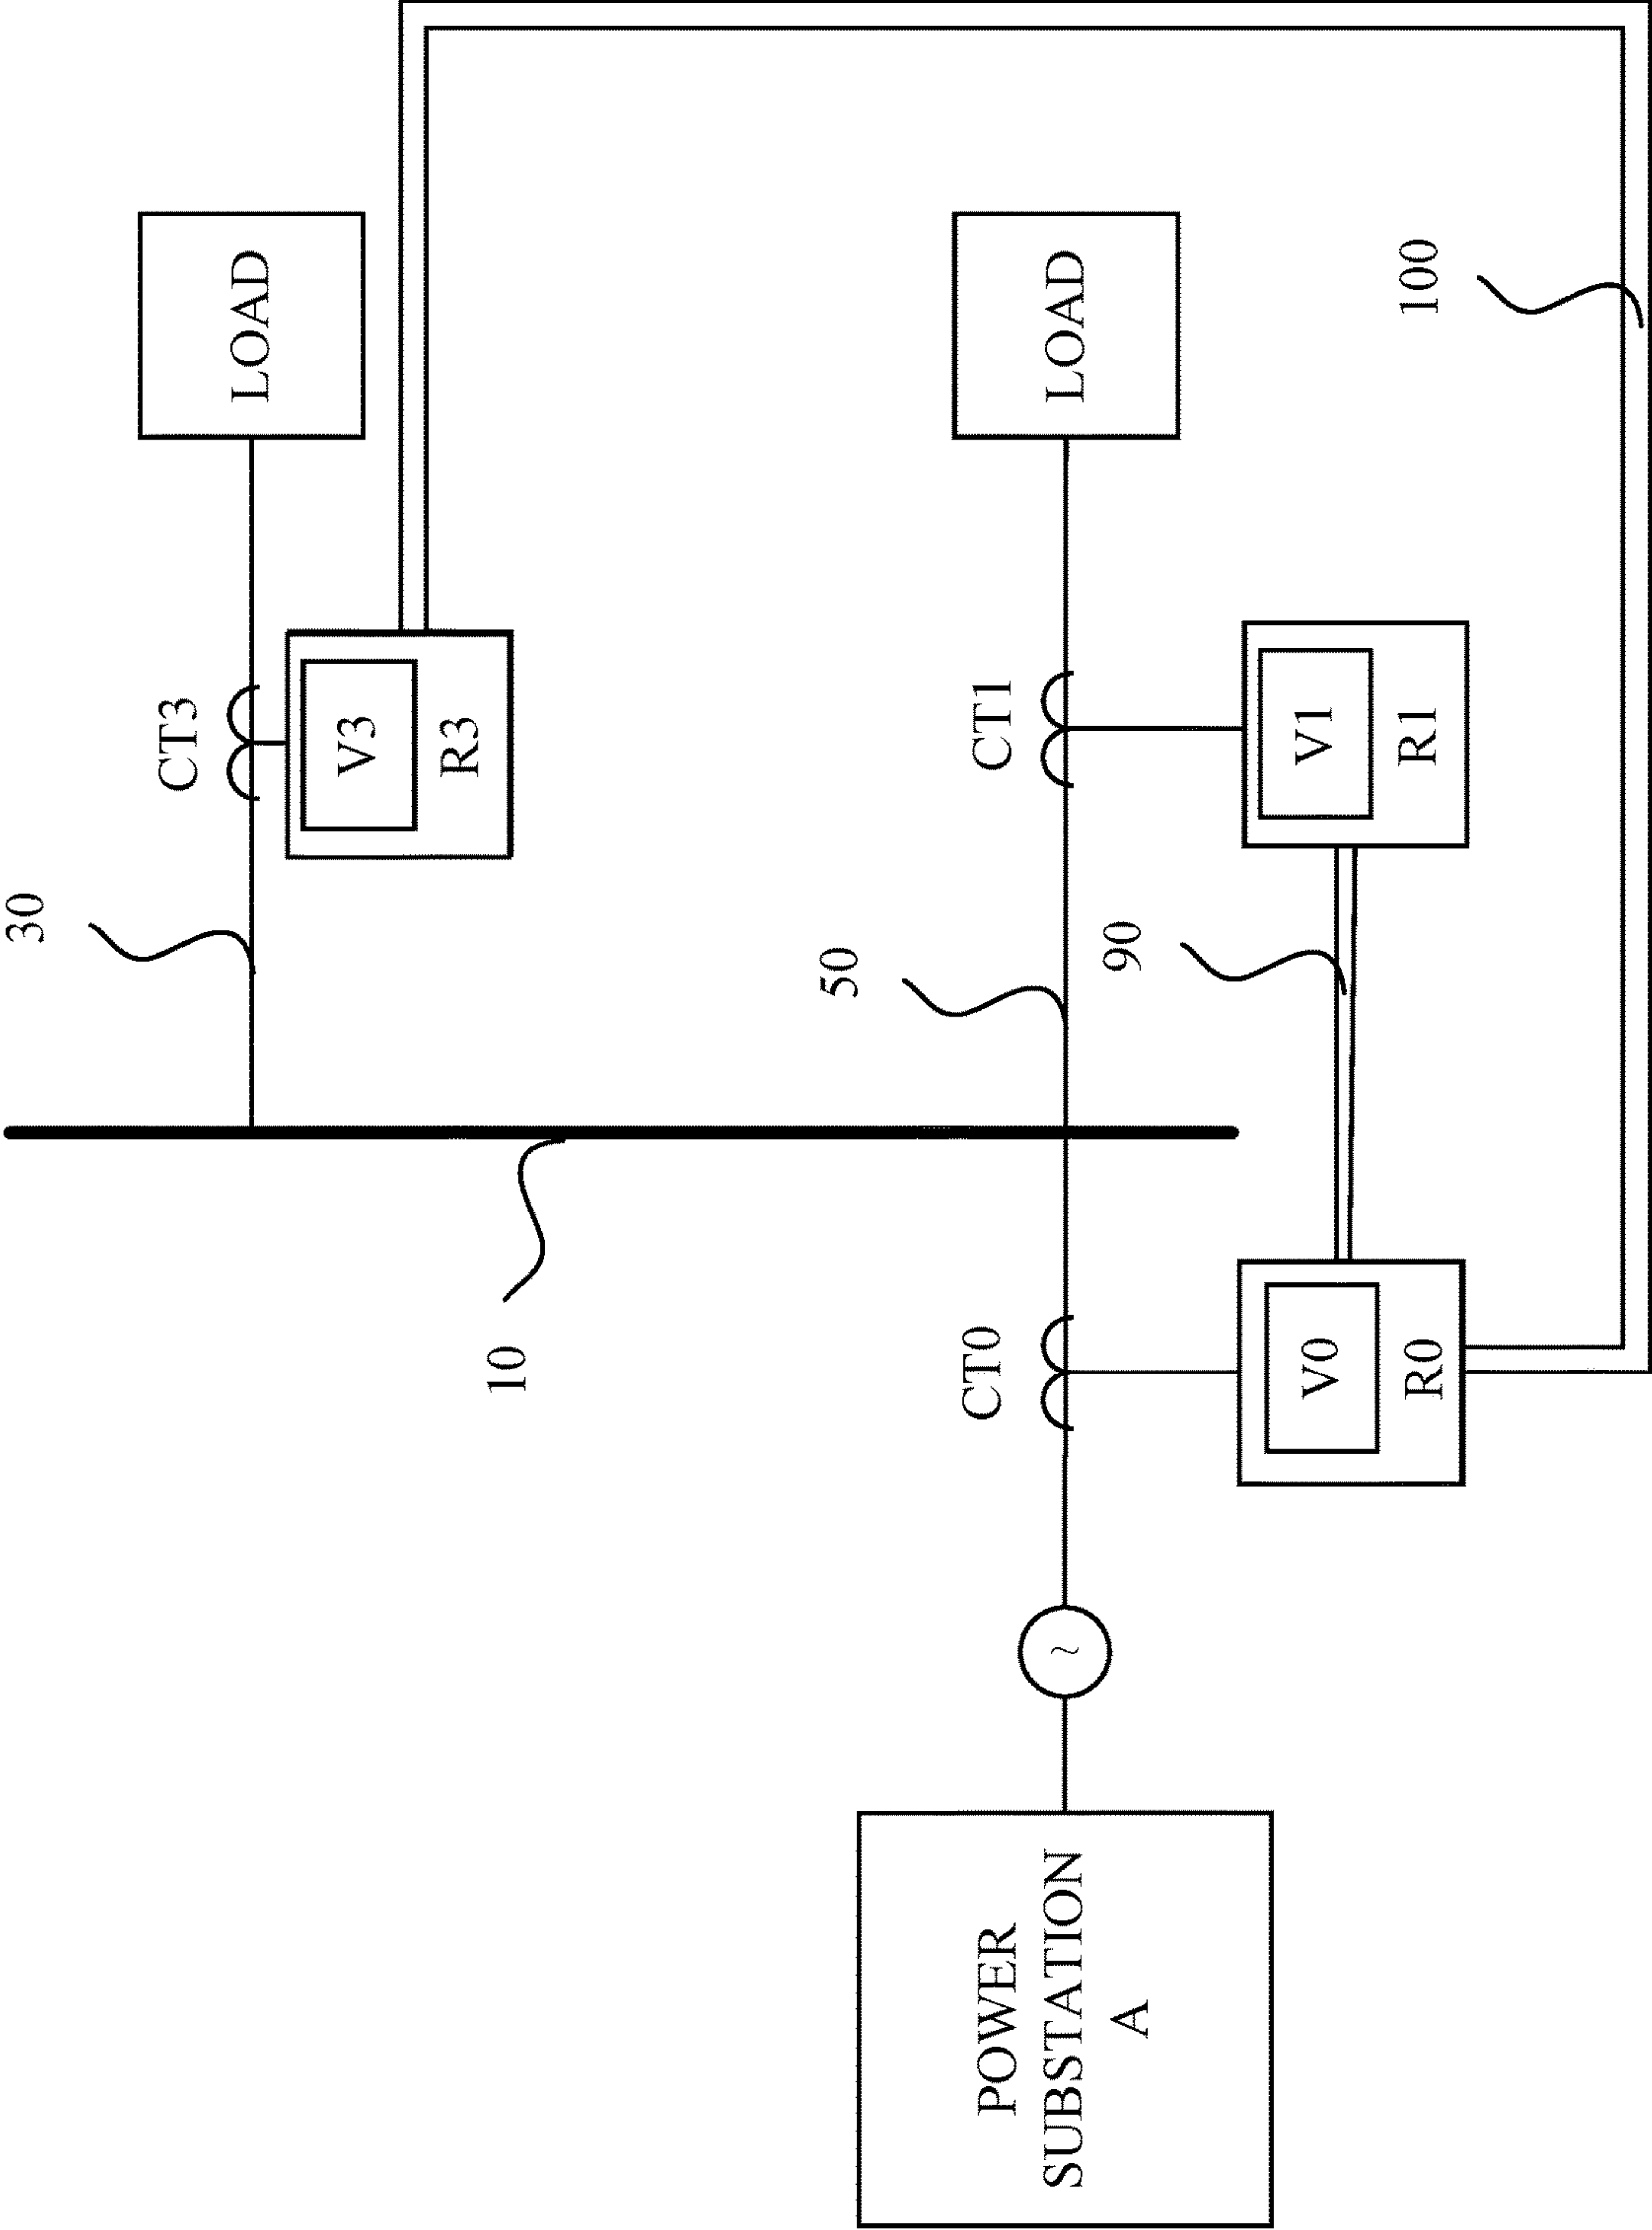 30
CT3
V3
R3
LOAD
10
50
CT0
CT1
LOAD
90
V0
R0
V1
R1
100
POWER
SUBSTATION
A
~